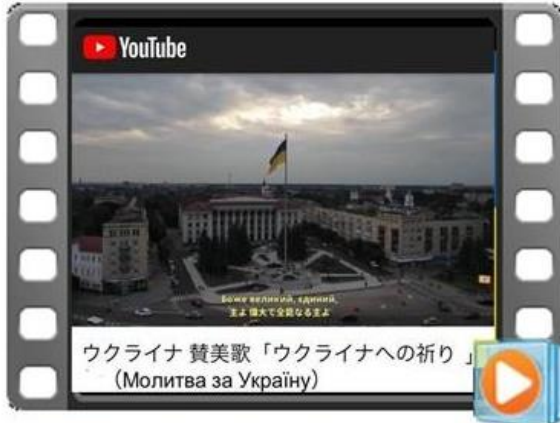 YouTube
Боже великий, єдиний,
主よ 偉大で全能なる主よ
ウクライナ 賛美歌「ウクライナへの祈り 」
（Молитва за Україну）